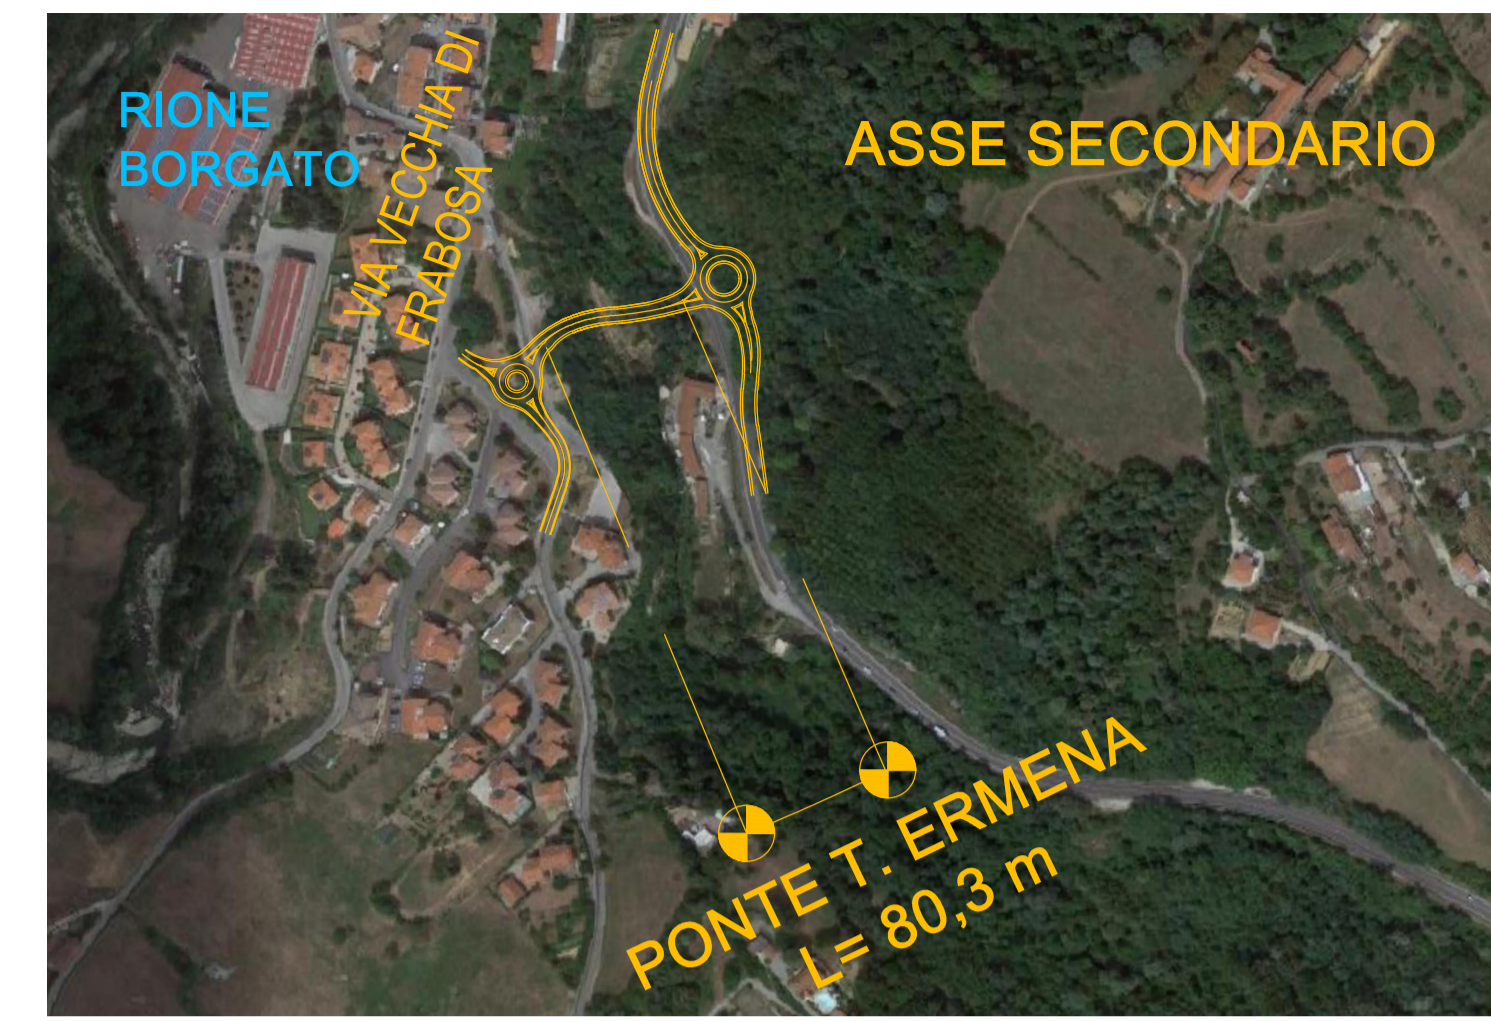 RIONE
BORGATO
VIA VECCHIA DI
FRABOSA
ASSE SECONDARIO
PONTE T. ERMENA
L= 80,3 m